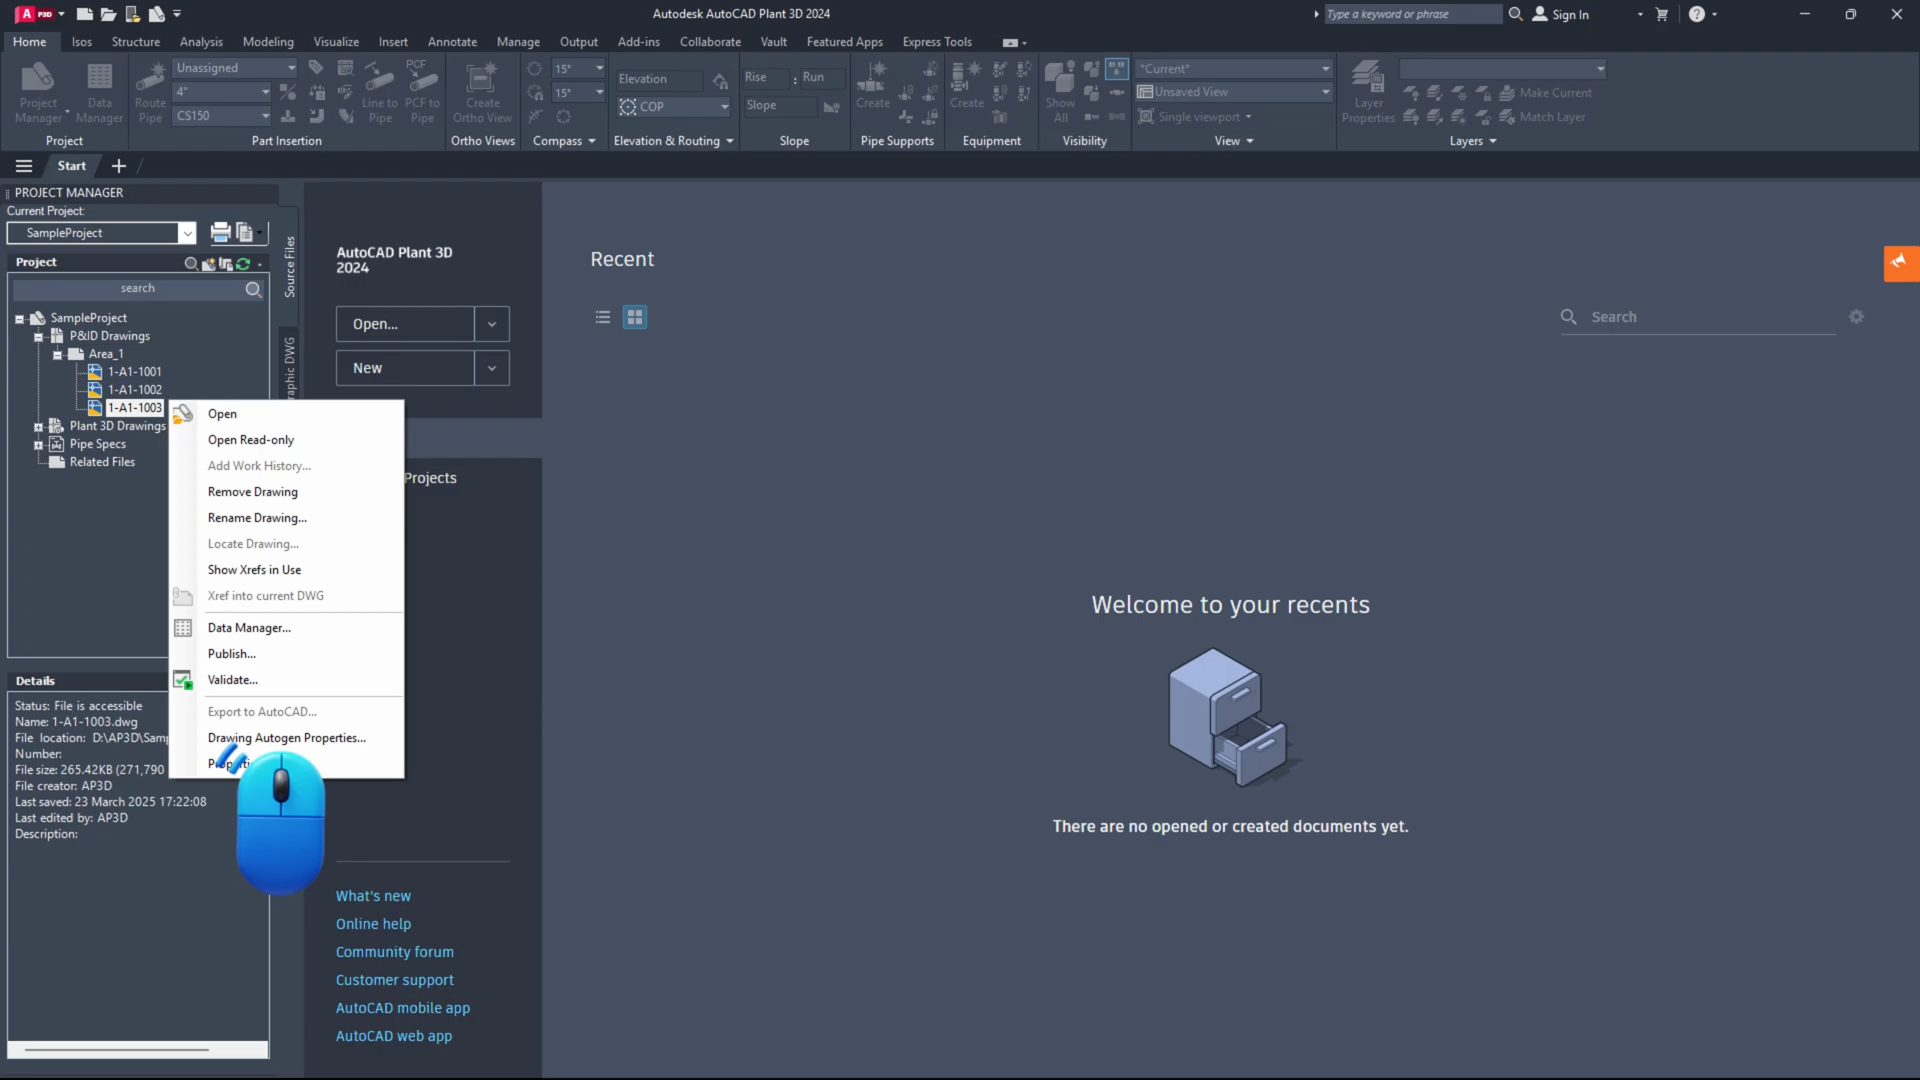 P3D
Autodesk AutoCAD Plant 3D 2024
Type a keyword or phrase
Sign In
Home Isos Structure Analysis Modeling Visualize Insert Annotate Manage Output Add-ins Collaborate Vault Featured Apps Express Tools
Project Manager
Data Manager
Project
Route Pipe
Unassigned
4"
CS150
Line to Pipe
PCF
PCF to Pipe
Part Insertion
Create Ortho View
Ortho Views
15°
15°
Compass
Elevation
COP
Elevation & Routing
Rise : Run
Slope
Slope
Create
Pipe Supports
Create
Equipment
Show All
Visibility
"Current"
Unsaved View
Single viewport
View
Layer Properties
Make Current
Match Layer
Layers
Start
PROJECT MANAGER
Current Project:
SampleProject
Project
search
SampleProject
P&ID Drawings
Area_1
1-A1-1001
1-A1-1002
1-A1-1003
Plant 3D Drawings
Pipe Specs
Related Files
Source Files
raphic DWG
Open
Open Read-only
Add Work History...
Remove Drawing
Rename Drawing...
Locate Drawing...
Show Xrefs in Use
Xref into current DWG
Data Manager...
Publish...
Validate...
Export to AutoCAD...
Drawing Autogen Properties...
Properti
Details
Status: File is accessible
Name: 1-A1-1003.dwg
File location: D:\AP3D\Samp
Number:
File size: 265.42KB (271,790
File creator: AP3D
Last saved: 23 March 2025 17:22:08
Last edited by: AP3D
Description:
AutoCAD Plant 3D
2024
Open...
New
Projects
What's new
Online help
Community forum
Customer support
AutoCAD mobile app
AutoCAD web app
Recent
Search
Welcome to your recents
There are no opened or created documents yet.